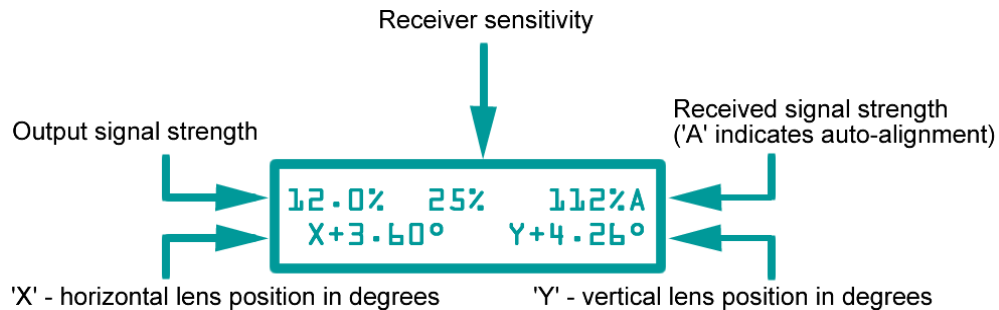 Receiver sensitivity
Output signal strength
Received signal strength
('A' indicates auto-alignment)
12.0% 25% 112%A
X+3.60° Y+4.26°
'X' - horizontal lens position in degrees
'Y' - vertical lens position in degrees